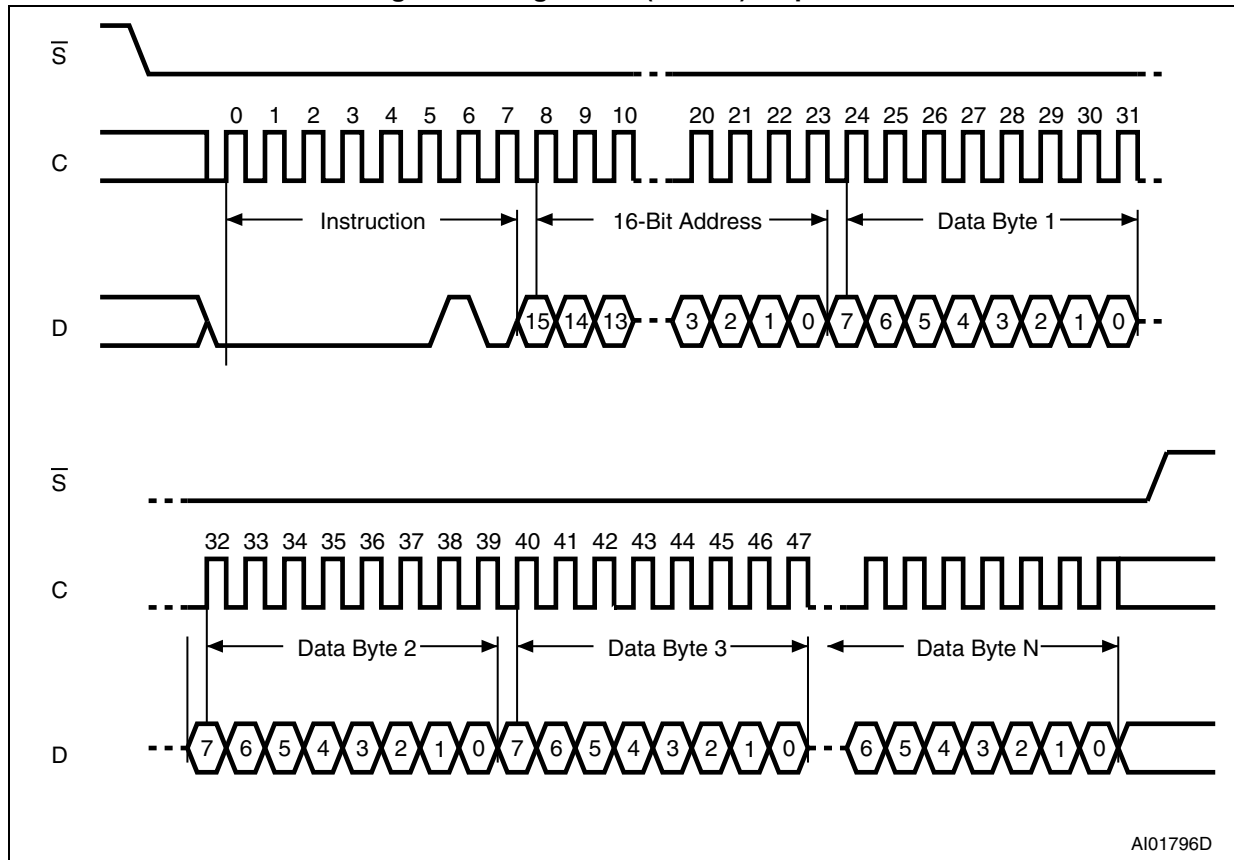 S
0 1 2 3 4 5 6 7 8 9 10 20 21 22 23 24 25 26 27 28 29 30 31
C
Instruction 16-Bit Address Data Byte 1
D 15 14 13 3 2 1 0 7 6 5 4 3 2 1 0
S
32 33 34 35 36 37 38 39 40 41 42 43 44 45 46 47
C
Data Byte 2 Data Byte 3 Data Byte N
D 7 6 5 4 3 2 1 0 7 6 5 4 3 2 1 0 6 5 4 3 2 1 0
AI01796D